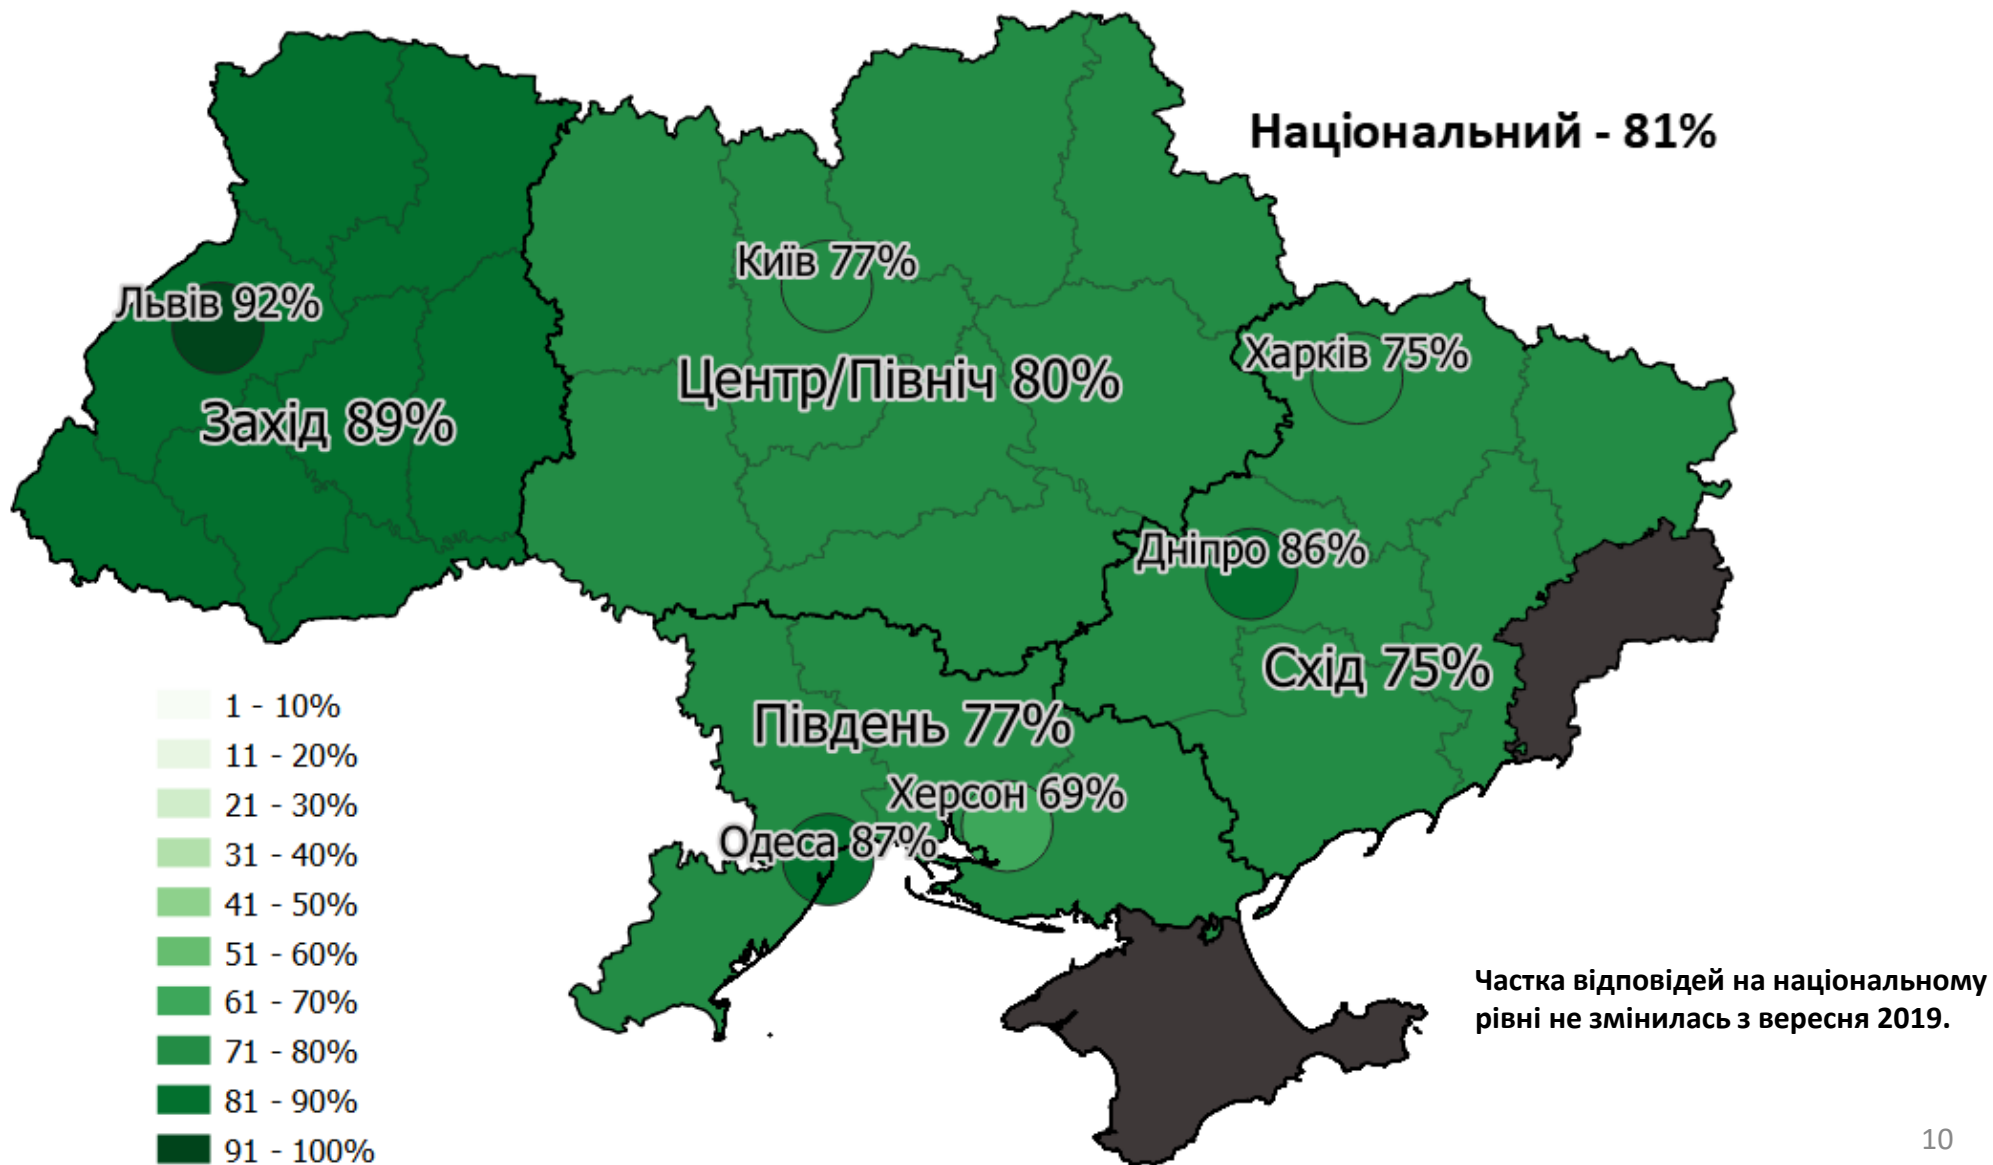 Національний - 81%
Київ 77%
Львів 92%
Харків 75%
Центр/Північ 80%
Захід 89%
Дніпро 86%
Схід 75%
Південь 77%
Херсон 69%
Одеса 87%
1 - 10%
11 - 20%
21 - 30%
31 - 40%
41 - 50%
51 - 60%
61 - 70%
71 - 80%
81 - 90%
91 - 100%
Частка відповідей на національному
рівні не змінилась з вересня 2019.
10